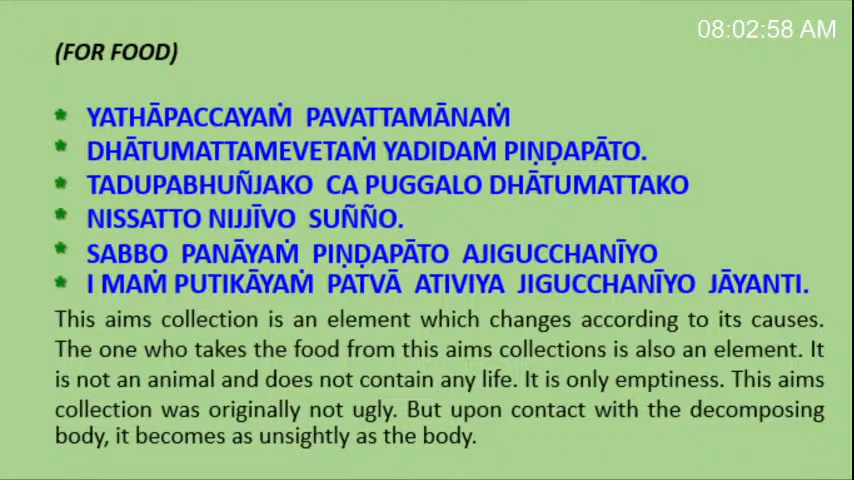 08:02:58 AM
(FOR FOOD)
* YATHĀPACCAYAṀ PAVATTAMĀNAṀ
* DHĀTUMATTAMEVETAṀ YADIDAṀ PIṆḌAPĀTO.
* TADUPABHUÑJAKO CA PUGGALO DHĀTUMATTAKO
* NISSATTO NIJJĪVO SUÑÑO.
* SABBO PANĀYAṀ PIṆḌAPĀTO AJIGUCCHANĪYO
* I MAṀ PUTIKĀYAṀ PATVĀ ATIVIYA JIGUCCHANĪYO JĀYANTI.
This aims collection is an element which changes according to its causes.
The one who takes the food from this aims collections is also an element. It
is not an animal and does not contain any life. It is only emptiness. This aims
collection was originally not ugly. But upon contact with the decomposing
body, it becomes as unsightly as the body.